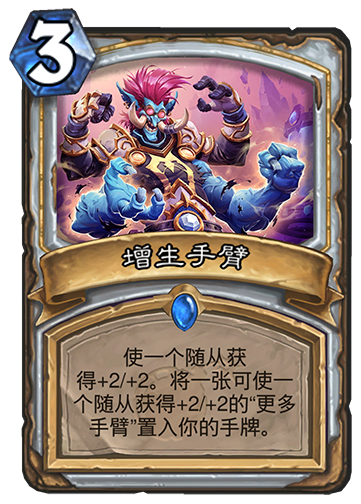 3
增生手臂
使一个随从获
得+2/+2。将一张可使一
个随从获得+2/+2的“更多
手臂”置入你的手牌。